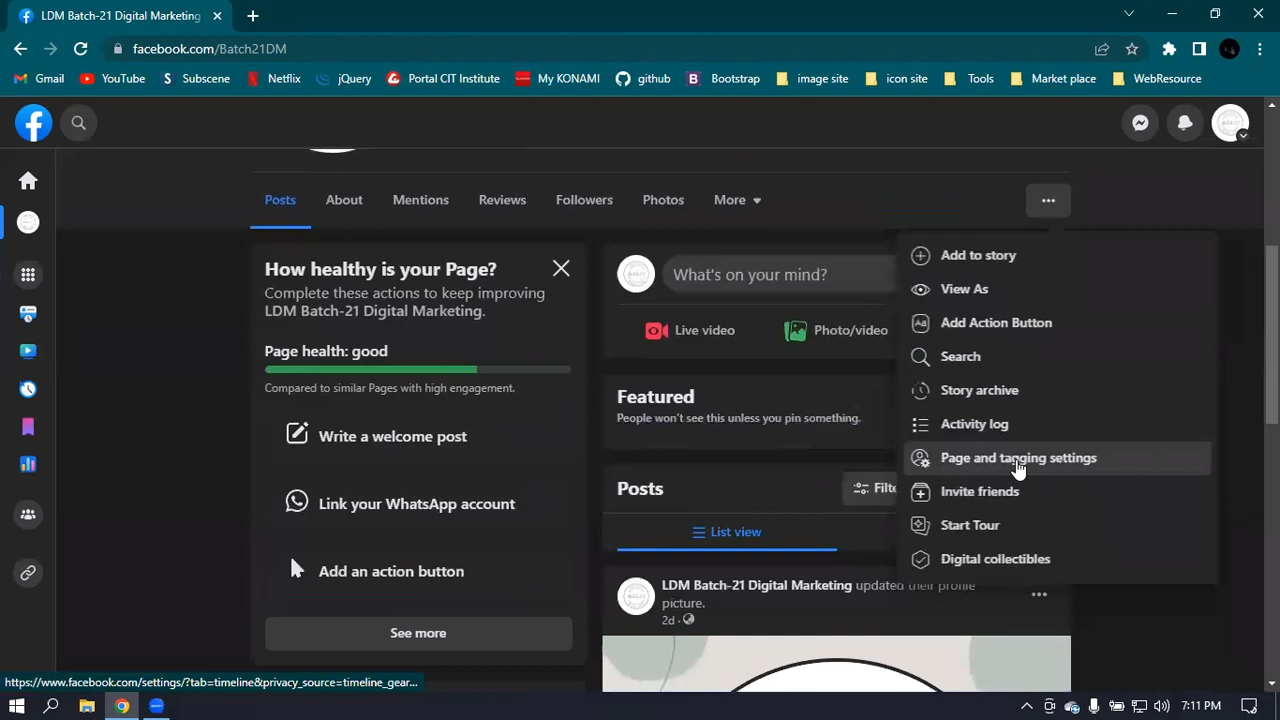 LDM Batch-21 Digital Marketing
facebook.com/Batch21DM
Gmail
YouTube
Subscene
Netflix
jQuery
Portal CIT Institute
My KONAMI
github
Bootstrap
image site
icon site
Tools
Market place
WebResource
Posts
About
Mentions
Reviews
Followers
Photos
More
How healthy is your Page?
Complete these actions to keep improving
LDM Batch-21 Digital Marketing.
Page health: good
Compared to similar Pages with high engagement.
Write a welcome post
Link your WhatsApp account
Add an action button
See more
What's on your mind?
Live video
Photo/video
Featured
People won't see this unless you pin something.
Posts
Filte
List view
LDM Batch-21 Digital Marketing updated their profile
picture.
2d
Add to story
View As
Add Action Button
Search
Story archive
Activity log
Page and tagging settings
Invite friends
Start Tour
Digital collectibles
https://www.facebook.com/settings/?tab=timeline&privacy_source=timeline_gear...
7:11 PM